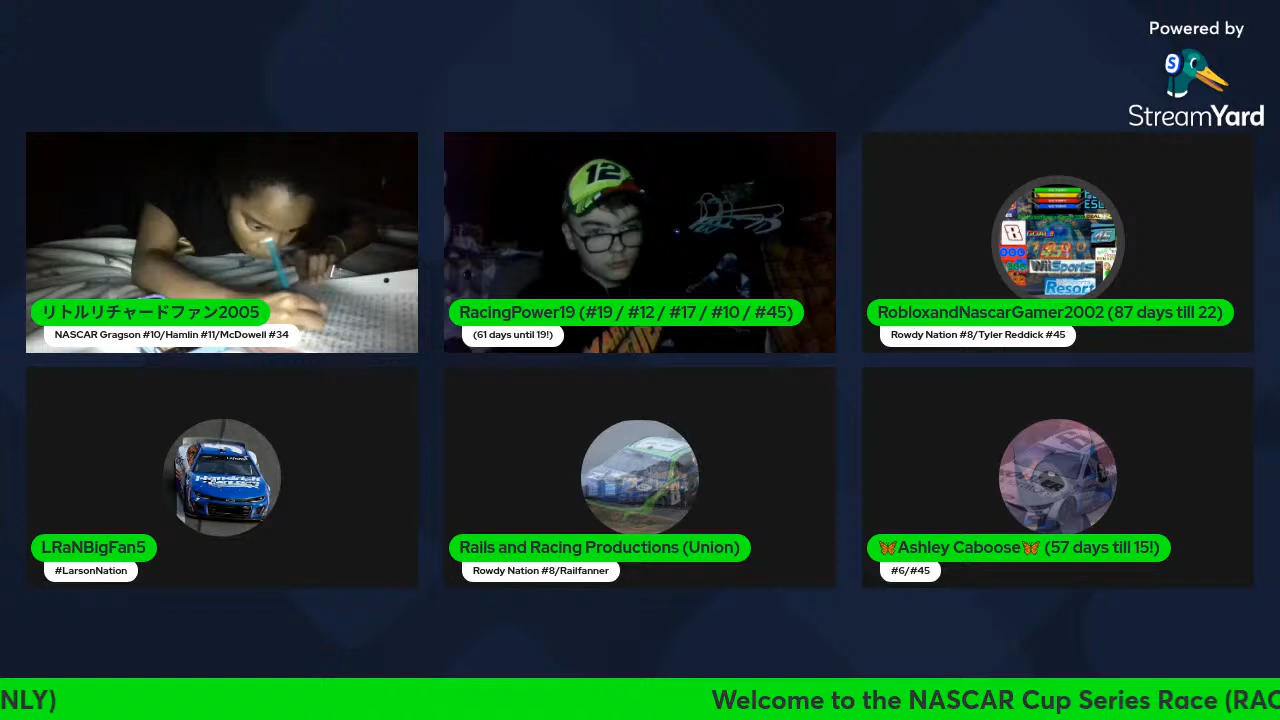 Powered by
StreamYard
12
リトルリチャードファン2005
NASCAR Gragson #10/Hamlin #11/McDowell #34
RacingPower19 (#19 / #12 / #17 / #10 / #45)
(61 days until 19!)
WilSports
Resort
RobloxandNascarGamer2002 (87 days till 22)
Rowdy Nation #8/Tyler Reddick #45
LRaNBigFan5
#LarsonNation
Rails and Racing Productions (Union)
Rowdy Nation #8/Railfanner
🦋Ashley Caboose🦋 (57 days till 15!)
#6/#45
NLY)
Welcome to the NASCAR Cup Series Race (RAC